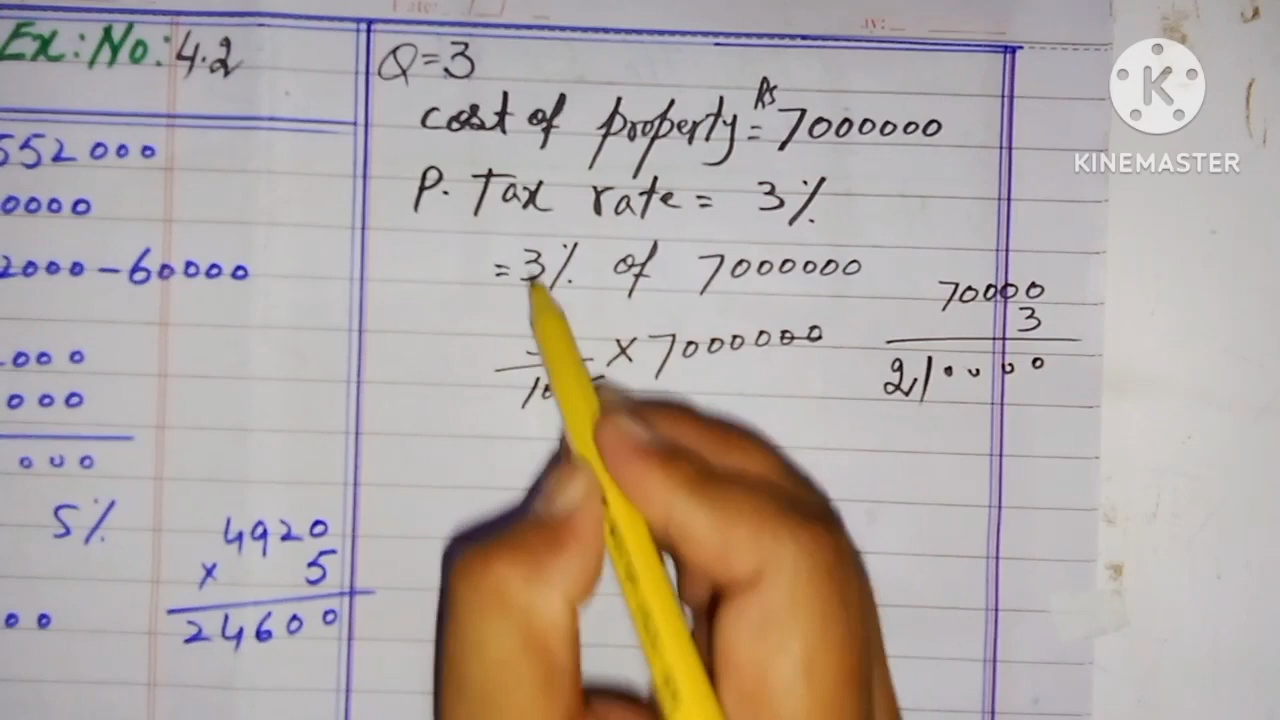 Ex: No: 4.2
552000
0000
2000 - 60000
000
000
000
5%
4920
× 5
24600
00
Q = 3
Cost of property = Rs 7000000
P. Tax rate = 3%
= 3% of 7000000
× 7000000
70000
3
210000
KINEMASTER